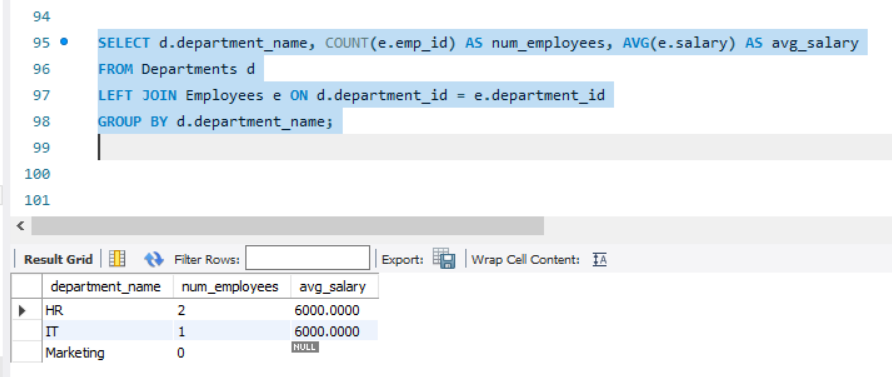 94
95 SELECT d.department_name, COUNT(e.emp_id) AS num_employees, AVG(e.salary) AS avg_salary
96 FROM Departments d
97 LEFT JOIN Employees e ON d.department_id = e.department_id
98 GROUP BY d.department_name;
99
100
101
Result Grid Filter Rows: Export: Wrap Cell Content: IA
department_name num_employees avg_salary
HR 2 6000.0000
IT 1 6000.0000
Marketing 0 NULL